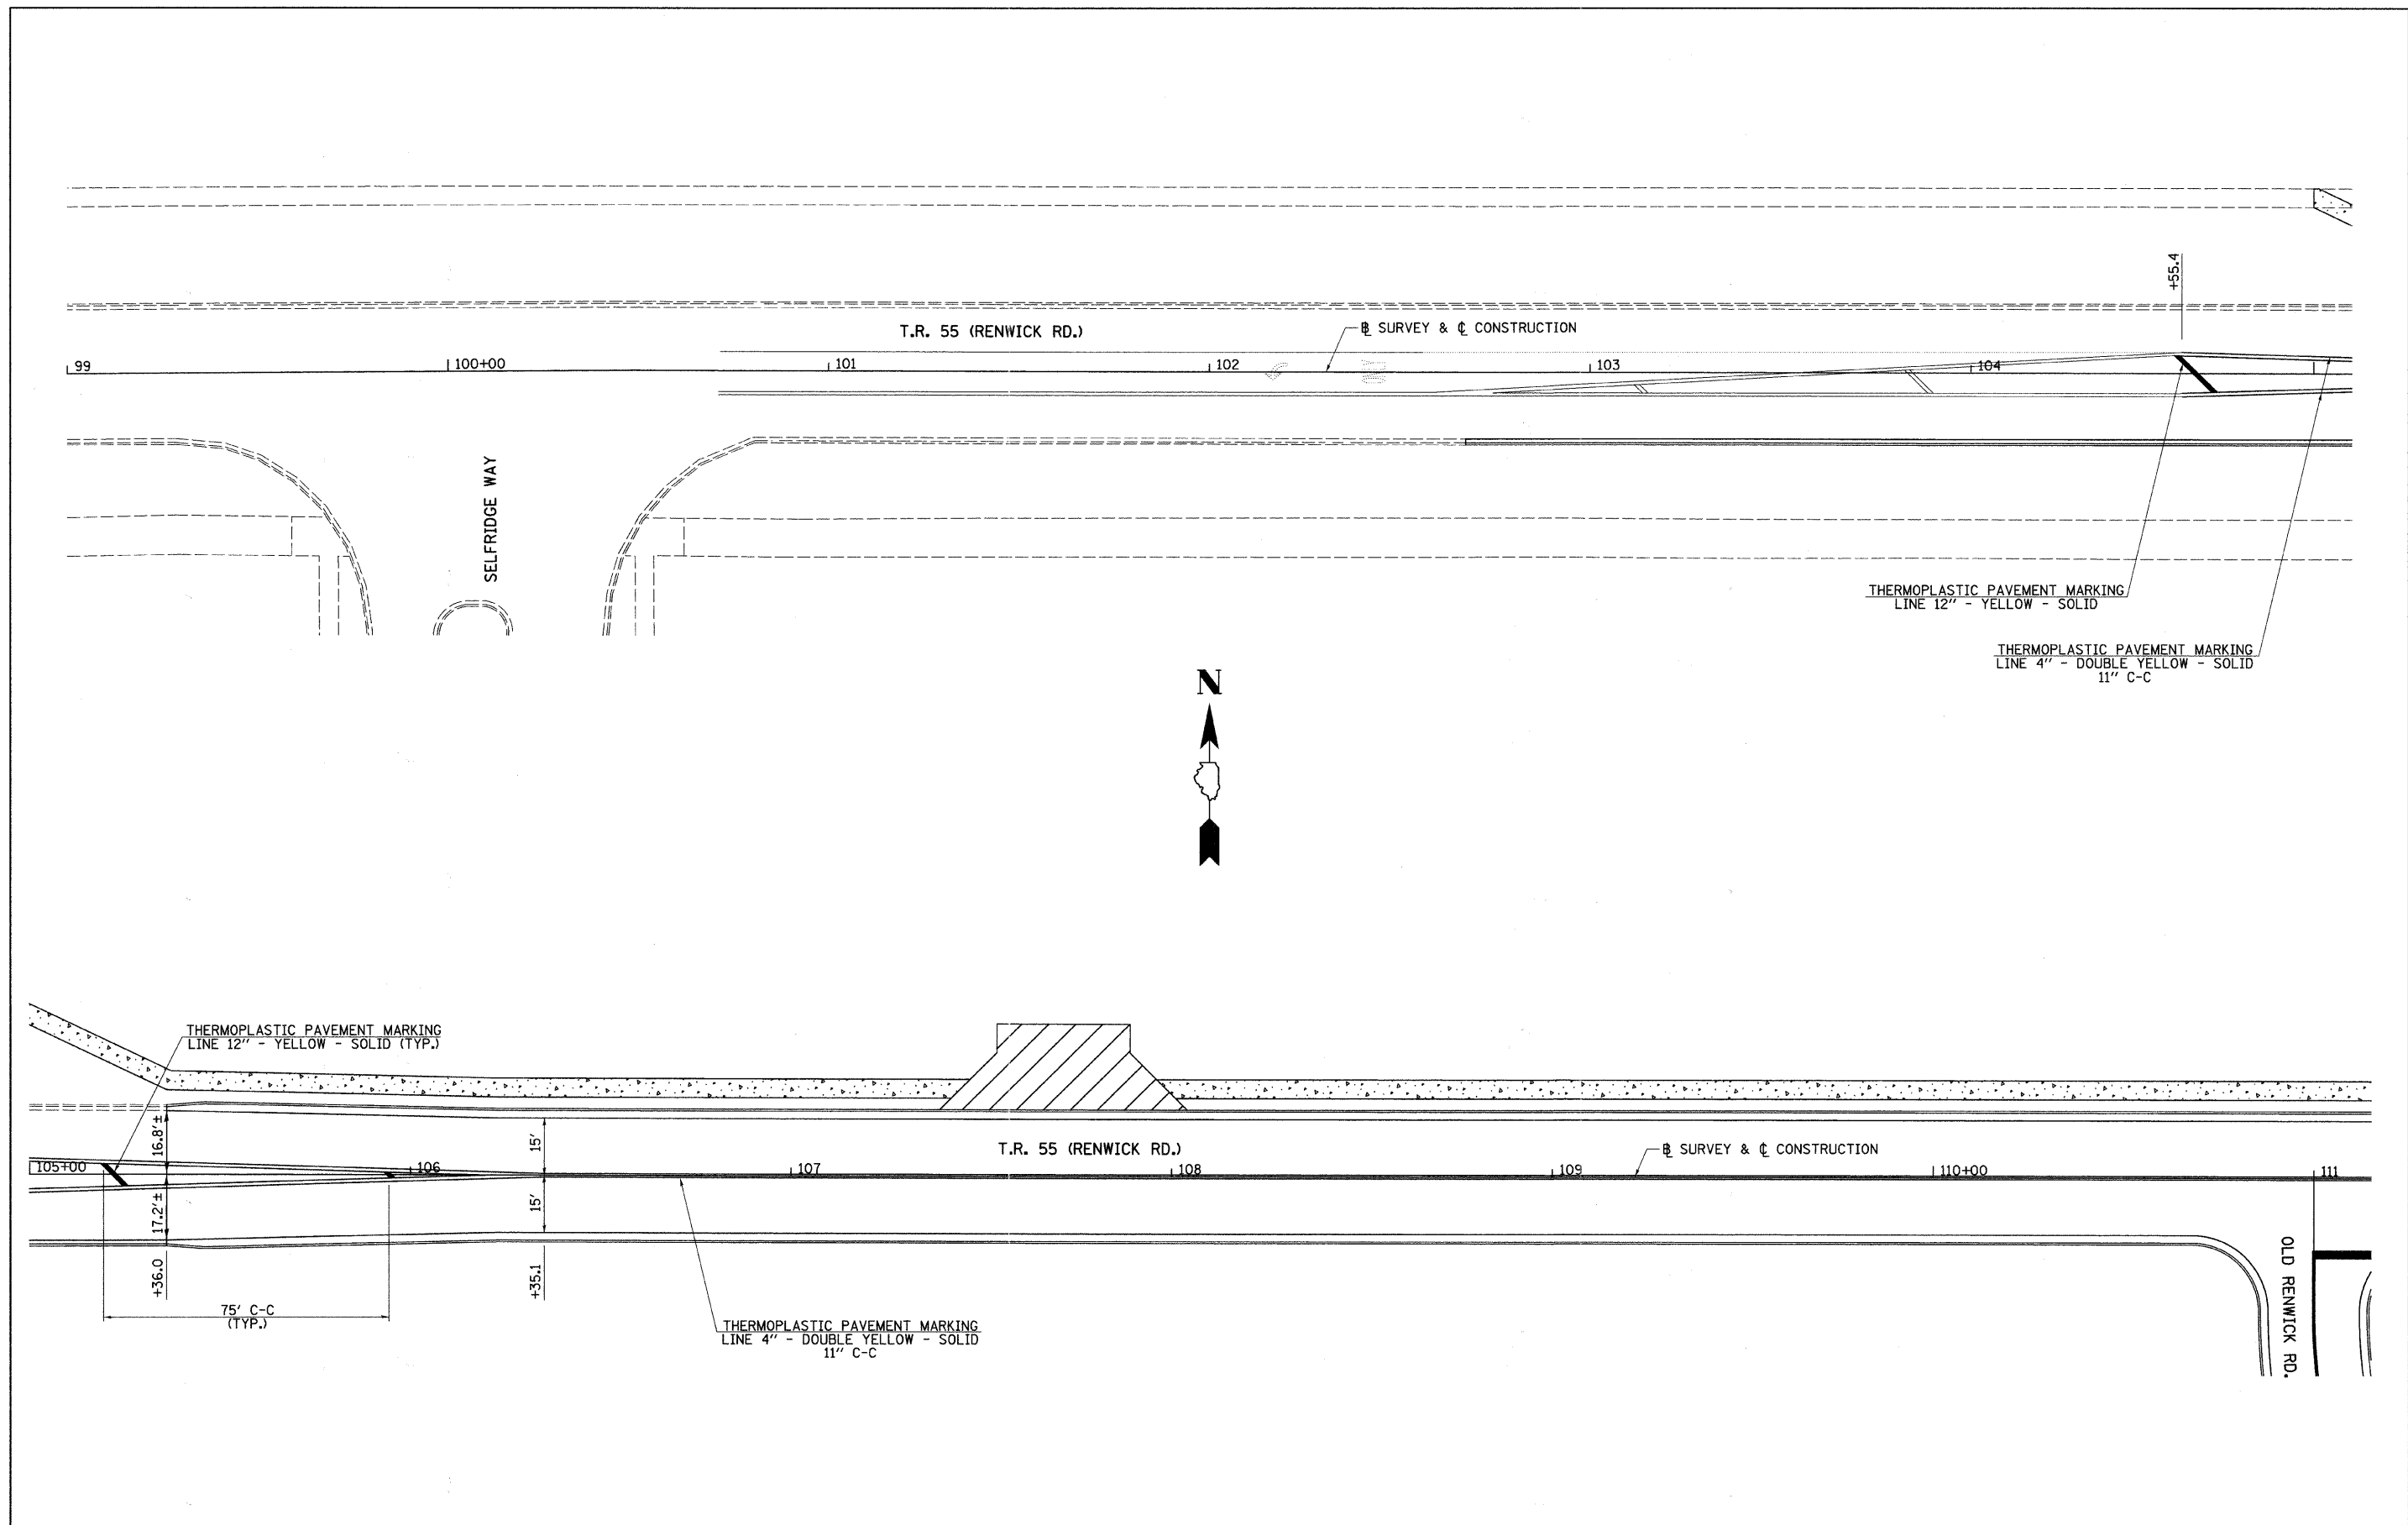 +55.4
T.R. 55 (RENWICK RD.)
℄ SURVEY & ℄ CONSTRUCTION
99
100+00
101
102
103
104
SELFRIDGE WAY
THERMOPLASTIC PAVEMENT MARKING
LINE 12" - YELLOW - SOLID
THERMOPLASTIC PAVEMENT MARKING
LINE 4" - DOUBLE YELLOW - SOLID
11" C-C
N
THERMOPLASTIC PAVEMENT MARKING
LINE 12" - YELLOW - SOLID (TYP.)
16.8'±
15'
T.R. 55 (RENWICK RD.)
BL SURVEY & ℄ CONSTRUCTION
105+00
106
107
108
109
110+00
111
17.2'±
15'
+36.0
+35.1
75' C-C
(TYP.)
THERMOPLASTIC PAVEMENT MARKING
LINE 4" - DOUBLE YELLOW - SOLID
11" C-C
OLD RENWICK RD.